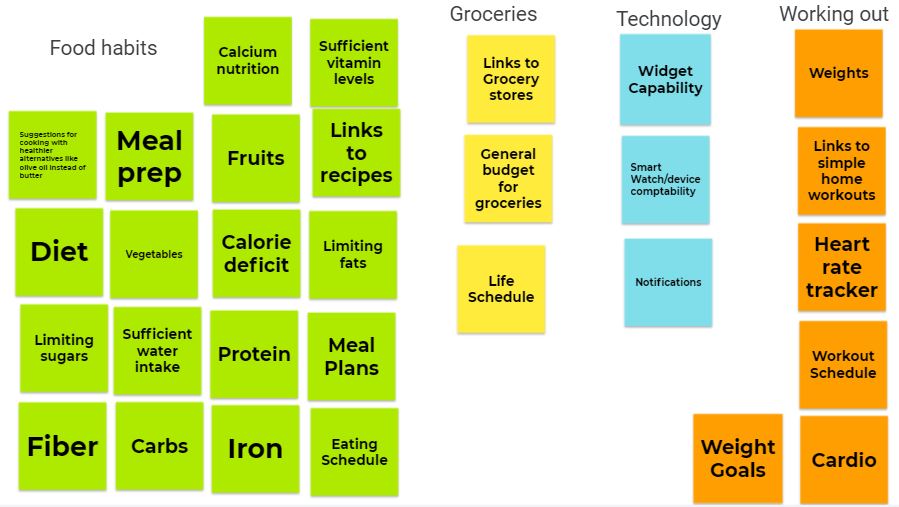 Food habits
Calcium
nutrition
Sufficient
vitamin
levels
Suggestions for
cooking with
healthier
alternatives like
olive oil instead of
butter
Meal
prep
Fruits
Links
to
recipes
Diet
Vegetables
Calorie
deficit
Limiting
fats
Limiting
sugars
Sufficient
water
intake
Protein
Meal
Plans
Fiber
Carbs
Iron
Eating
Schedule
Groceries
Links to
Grocery
stores
General
budget
for
groceries
Life
Schedule
Technology
Widget
Capability
Smart
Watch/device
comptability
Notifications
Working out
Weights
Links to
simple
home
workouts
Heart
rate
tracker
Workout
Schedule
Weight
Goals
Cardio